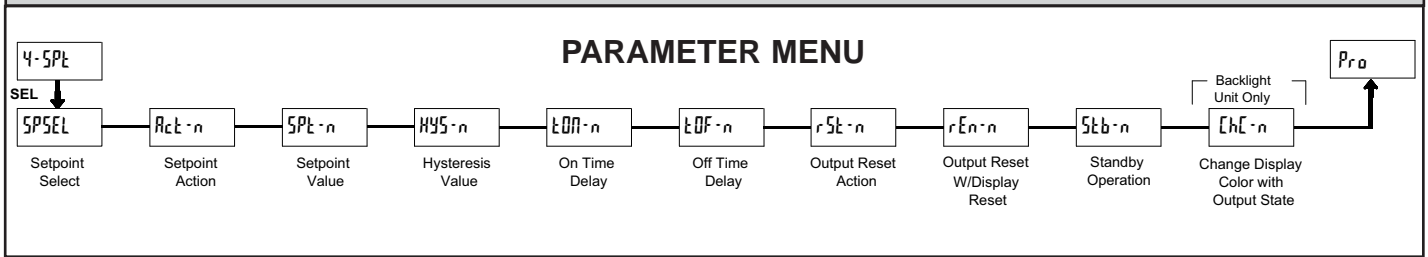 PARAMETER MENU
4-SPt
Pro
SEL
Backlight
Unit Only
SPSEL
Act-n
SPt-n
HYS-n
tON-n
tOF-n
rSt-n
rEn-n
Stb-n
ChC-n
Setpoint
Select
Setpoint
Action
Setpoint
Value
Hysteresis
Value
On Time
Delay
Off Time
Delay
Output Reset
Action
Output Reset
W/Display
Reset
Standby
Operation
Change Display
Color with
Output State